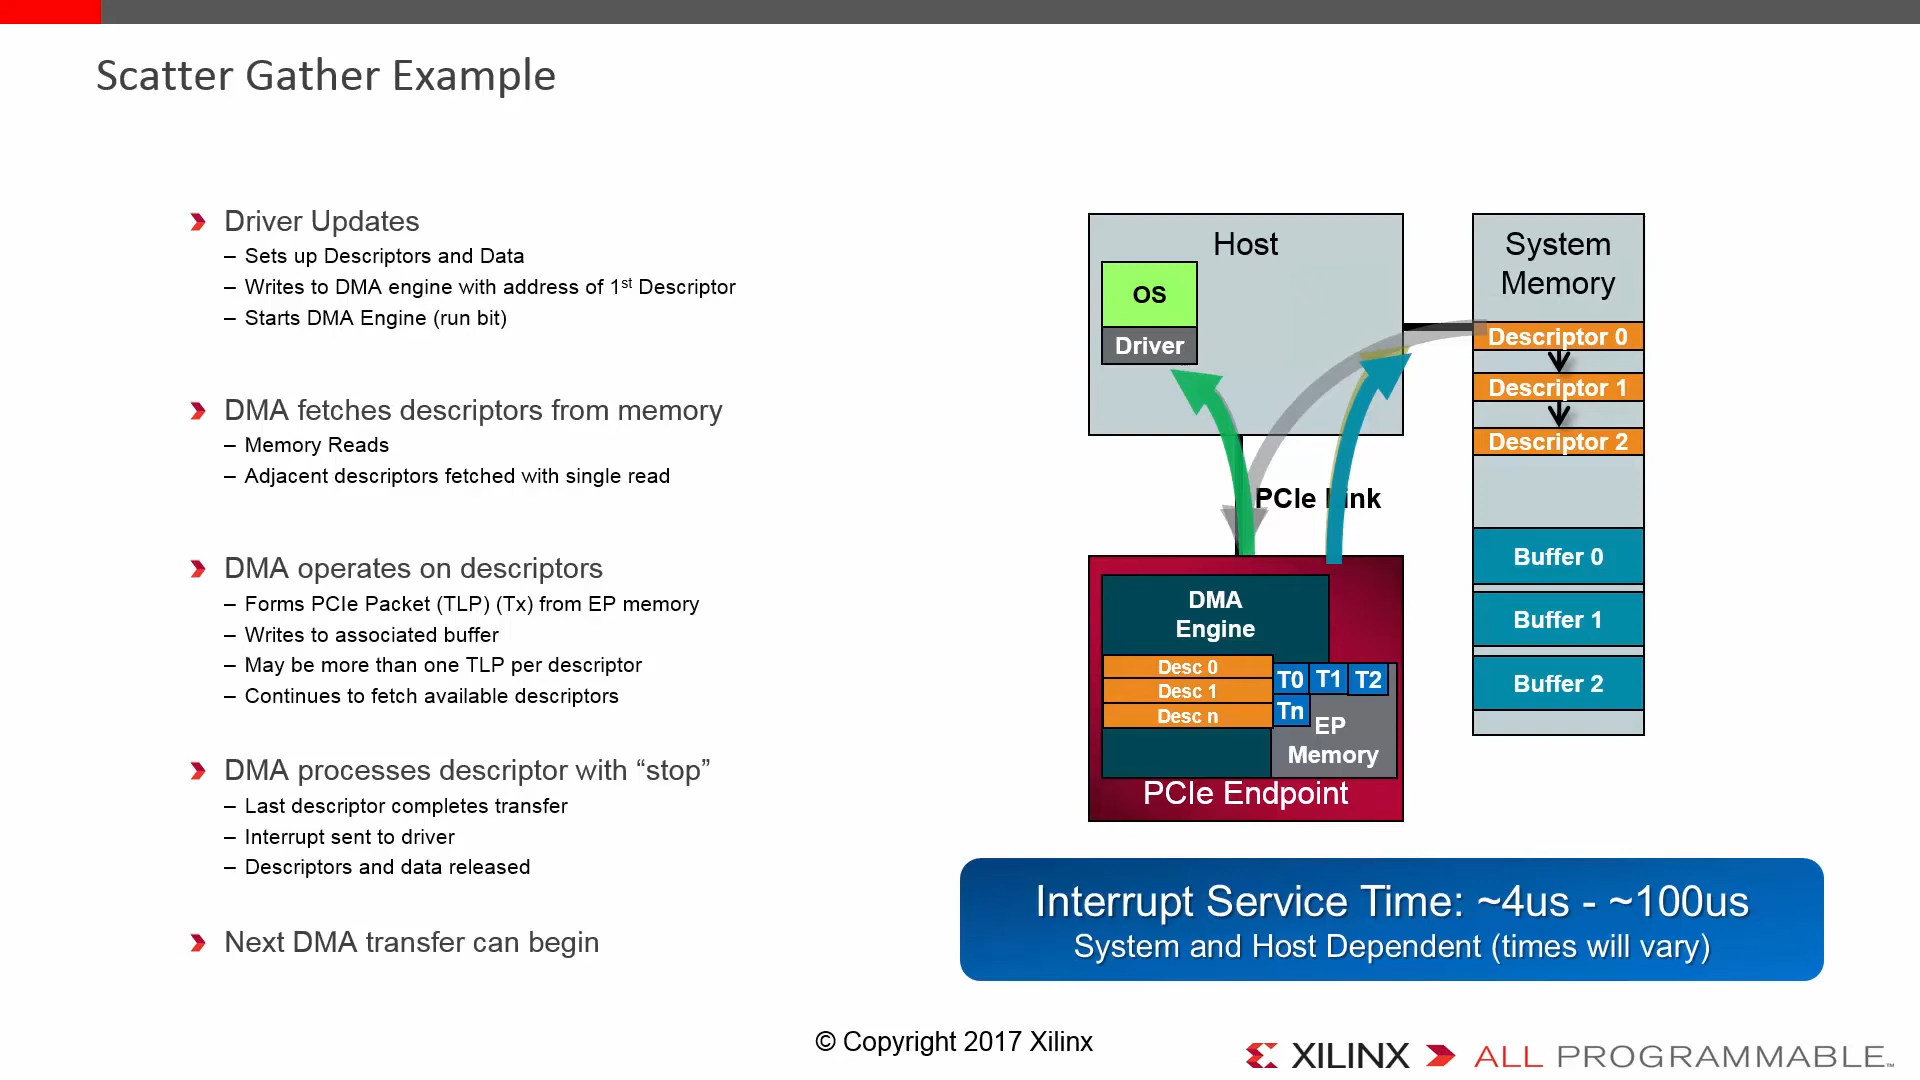 Scatter Gather Example
Driver Updates
– Sets up Descriptors and Data
– Writes to DMA engine with address of 1st Descriptor
– Starts DMA Engine (run bit)
DMA fetches descriptors from memory
– Memory Reads
– Adjacent descriptors fetched with single read
DMA operates on descriptors
– Forms PCIe Packet (TLP) (Tx) from EP memory
– Writes to associated buffer
– May be more than one TLP per descriptor
– Continues to fetch available descriptors
DMA processes descriptor with “stop”
– Last descriptor completes transfer
– Interrupt sent to driver
– Descriptors and data released
Next DMA transfer can begin
Host
OS
Driver
System
Memory
Descriptor 0
Descriptor 1
Descriptor 2
Buffer 0
Buffer 1
Buffer 2
PCIe Link
DMA
Engine
Desc 0
Desc 1
Desc n
T0 T1 T2
Tn
EP
Memory
PCIe Endpoint
Interrupt Service Time: ~4us - ~100us
System and Host Dependent (times will vary)
© Copyright 2017 Xilinx
XILINX ALL PROGRAMMABLE™